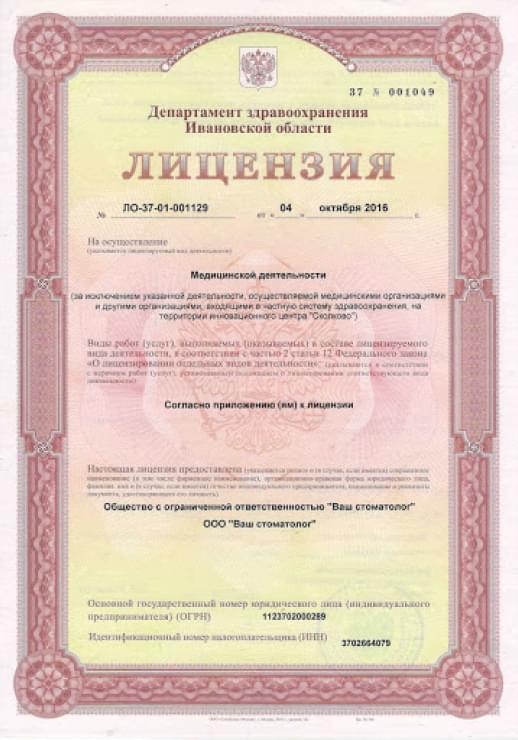 37 № 001049
Департамент здравоохранения
Ивановской области
ЛИЦЕНЗИЯ
№ ЛО-37-01-001129 от « 04 » октября 2016 г.
На осуществление
(указывается лицензируемый вид деятельности)
Медицинской деятельности
(за исключением указанной деятельности, осуществляемой медицинскими организациями
и другими организациями, входящими в частную систему здравоохранения, на
территории инновационного центра "Сколково")
Виды работ (услуг), выполняемых (оказываемых) в составе лицензируемого
вида деятельности, в соответствии с частью 2 статьи 12 Федерального закона
«О лицензировании отдельных видов деятельности»: (указываются в соответствии
с перечнем работ (услуг), установленным положением о лицензировании соответствующего вида
деятельности)
Согласно приложению (ям) к лицензии
Настоящая лицензия предоставлена (указываются полное и (в случае, если имеется) сокращенное
наименование (в том числе фирменное наименование), организационно-правовая форма юридического лица,
фамилия, имя и (в случае, если имеется) отчество индивидуального предпринимателя, наименование и реквизиты
документа, удостоверяющего его личность)
Общество с ограниченной ответственностью "Ваш стоматолог"
ООО "Ваш стоматолог"
Основной государственный номер юридического лица (индивидуального
предпринимателя) (ОГРН) 1123702000289
Идентификационный номер налогоплательщика (ИНН) 3702664079